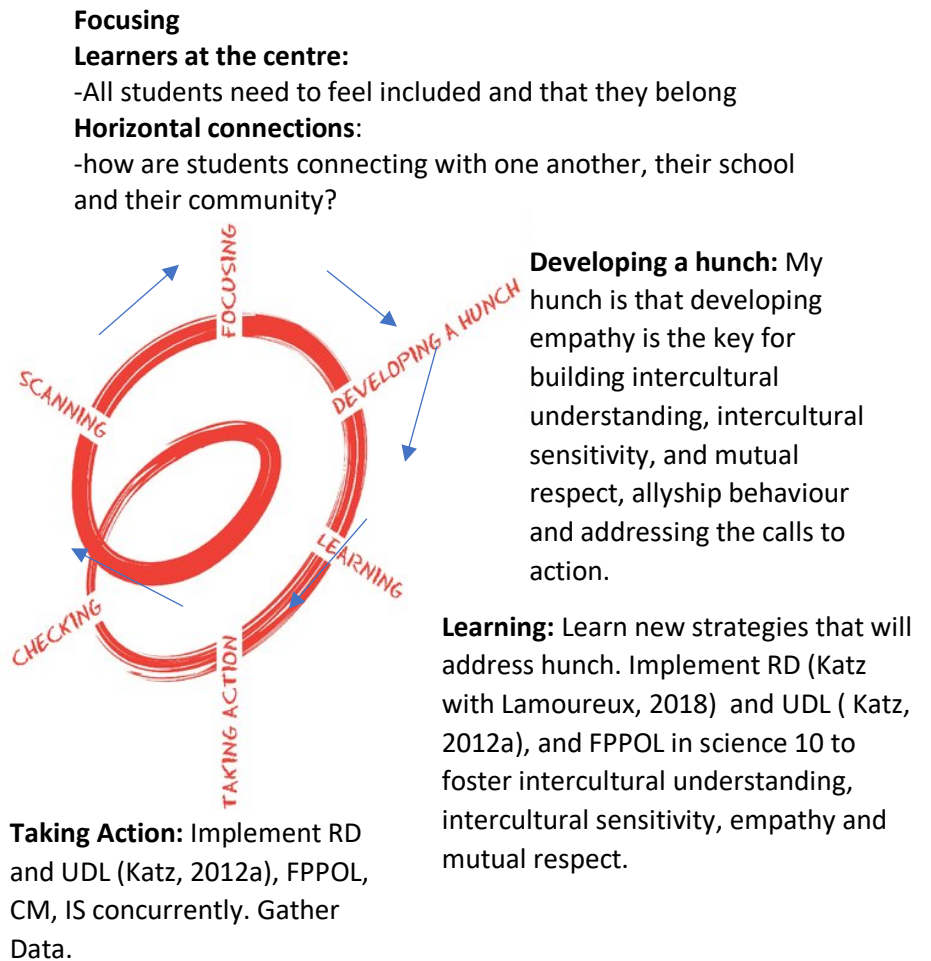 Focusing
Learners at the centre:
-All students need to feel included and that they belong
Horizontal connections:
-how are students connecting with one another, their school
and their community?
FOCUSING
DEVELOPING A HUNCH
SCANNING
LEARNING
CHECKING
TAKING ACTION
Developing a hunch: My
hunch is that developing
empathy is the key for
building intercultural
understanding, intercultural
sensitivity, and mutual
respect, allyship behaviour
and addressing the calls to
action.
Learning: Learn new strategies that will
address hunch. Implement RD (Katz
with Lamoureux, 2018)  and UDL ( Katz,
2012a), and FPPOL in science 10 to
foster intercultural understanding,
intercultural sensitivity, empathy and
mutual respect.
Taking Action: Implement RD
and UDL (Katz, 2012a), FPPOL,
CM, IS concurrently. Gather
Data.